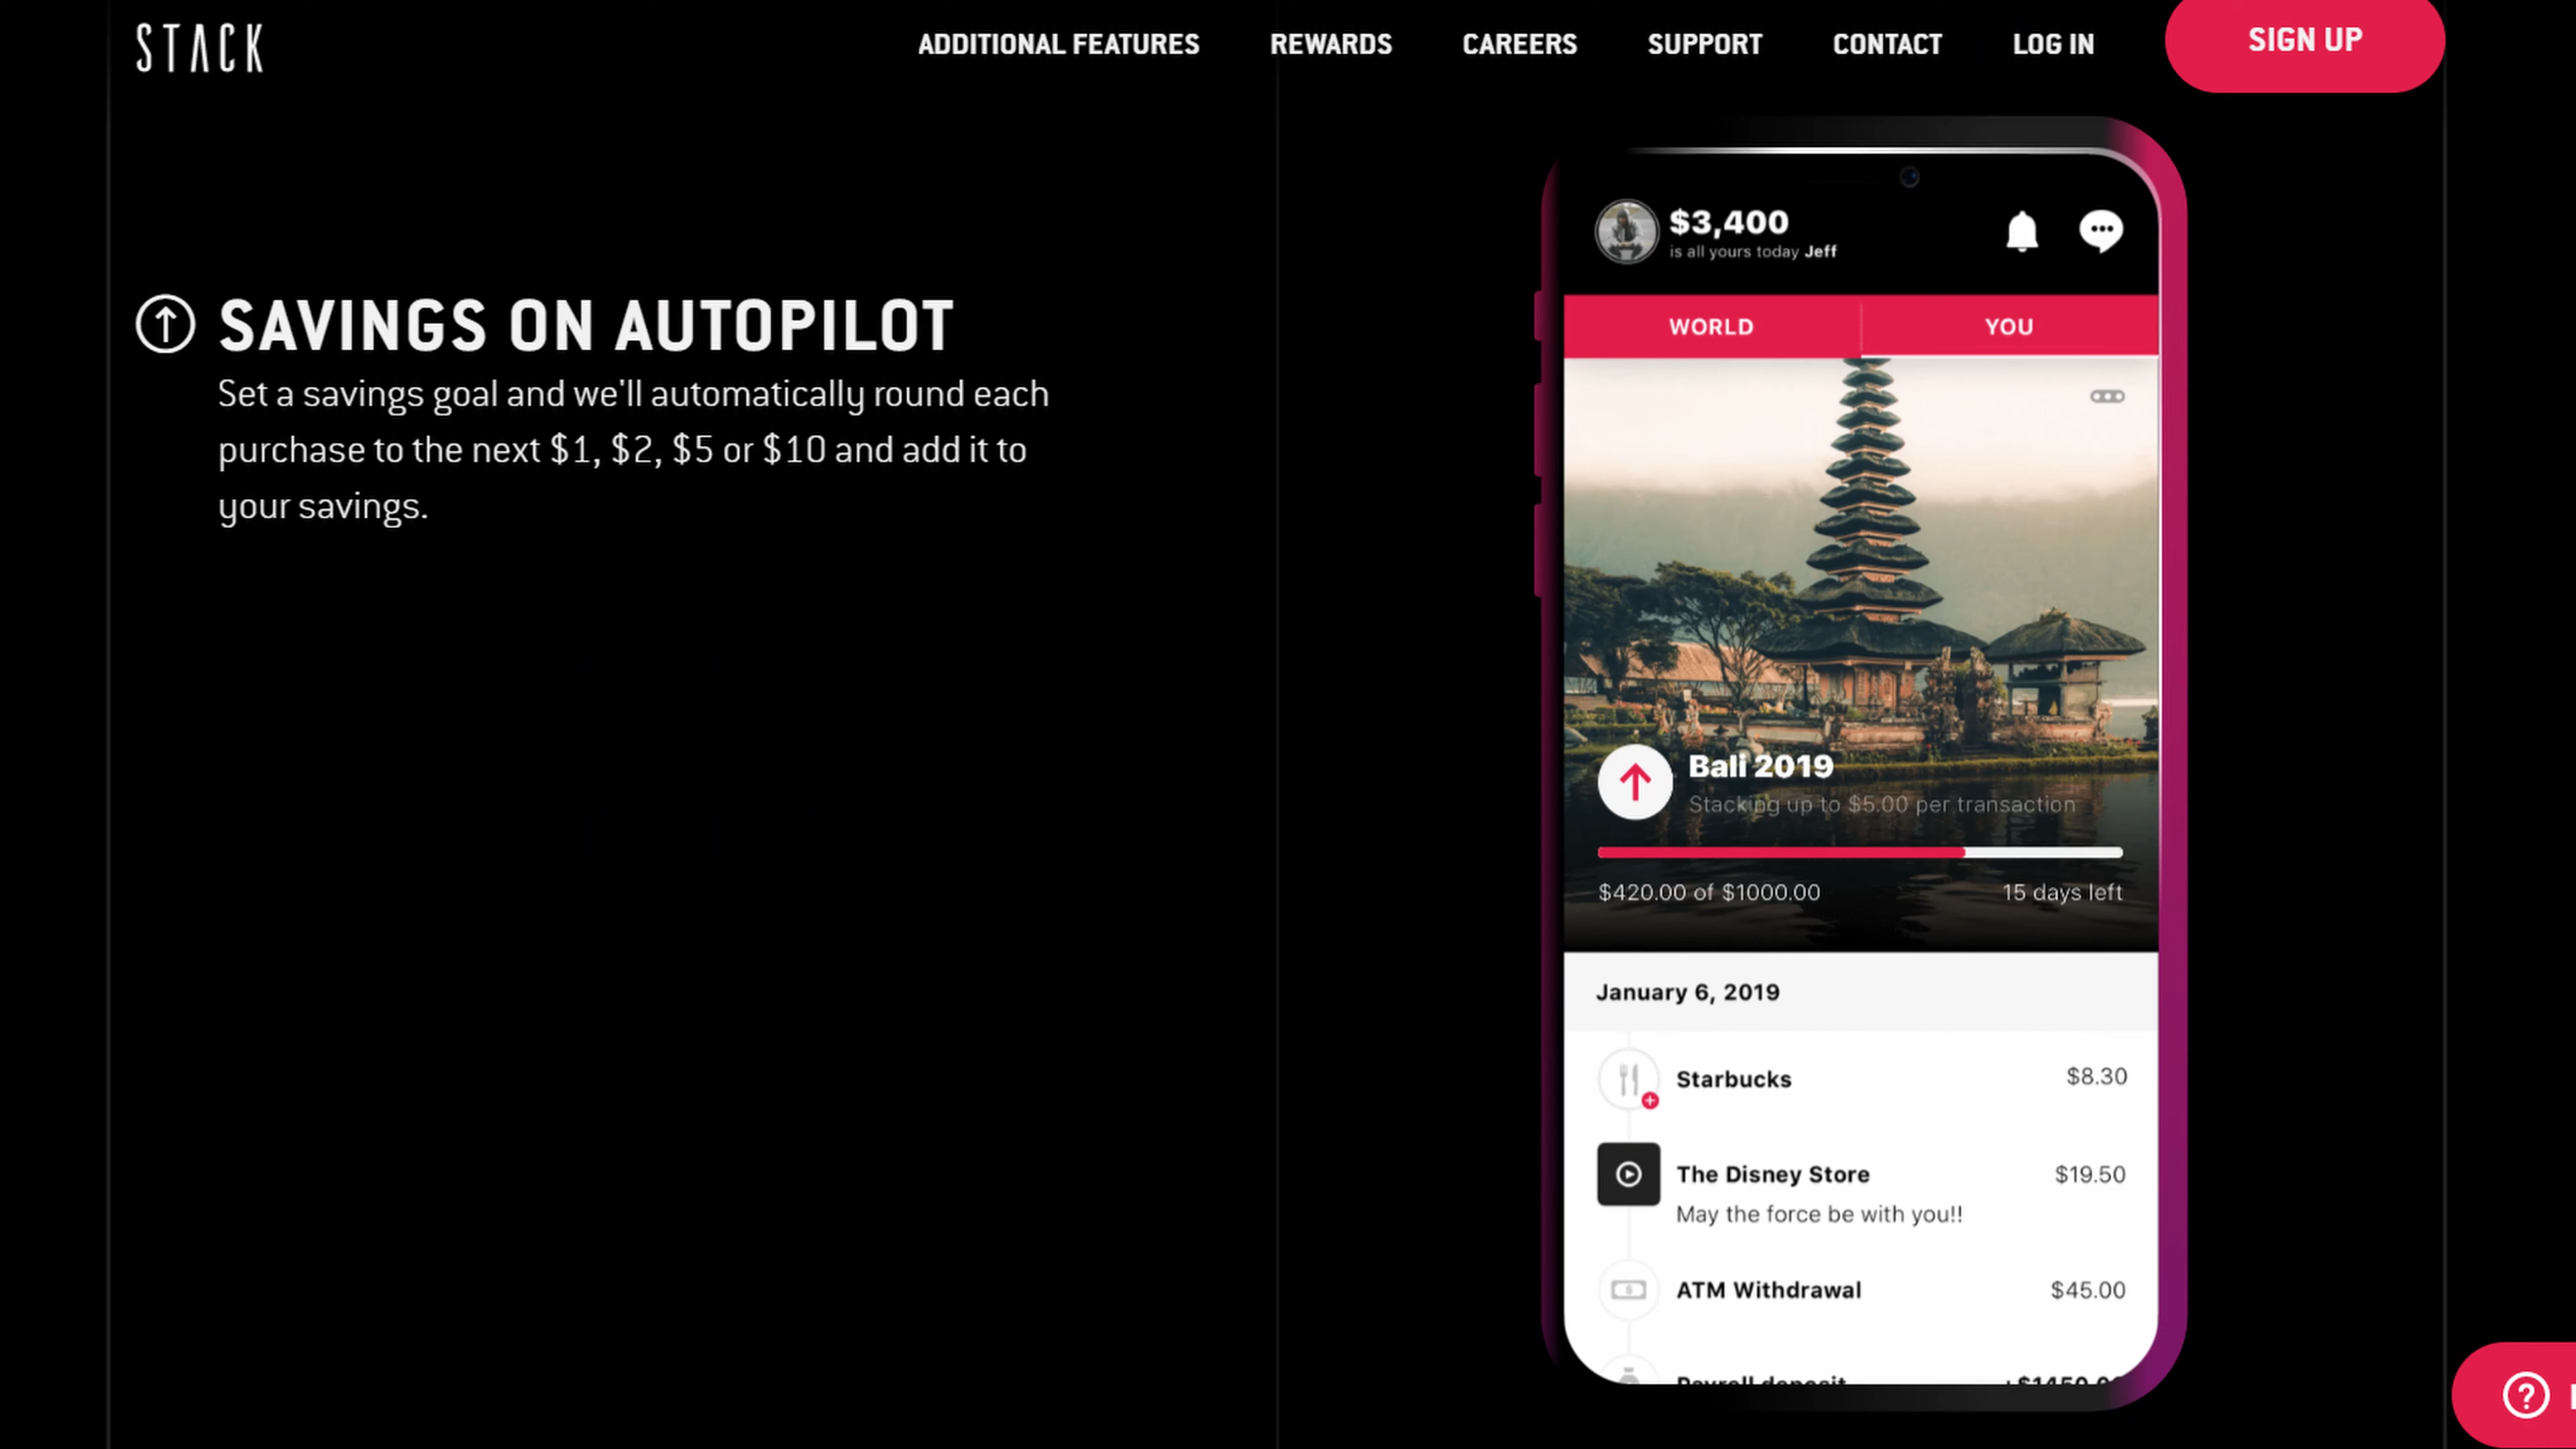 STACK
ADDITIONAL FEATURES REWARDS CAREERS SUPPORT CONTACT LOG IN SIGN UP
SAVINGS ON AUTOPILOT
Set a savings goal and we'll automatically round each
purchase to the next $1, $2, $5 or $10 and add it to
your savings.
$3,400
is all yours today Jeff
WORLD YOU
Bali 2019
Stacking up to $5.00 per transaction
$420.00 of $1000.00 15 days left
January 6, 2019
Starbucks $8.30
The Disney Store $19.50
May the force be with you!!
ATM Withdrawal $45.00
Payroll deposit